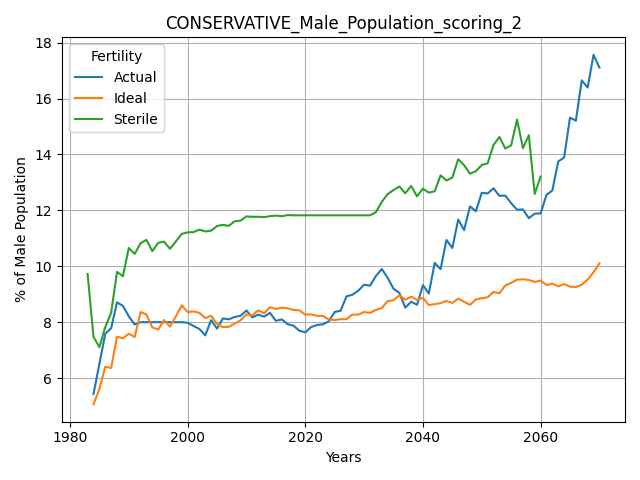 CONSERVATIVE_Male_Population_scoring_2
Fertility
Actual
Ideal
Sterile
% of Male Population
18
16
14
12
10
8
6
1980
2000
2020
2040
2060
Years